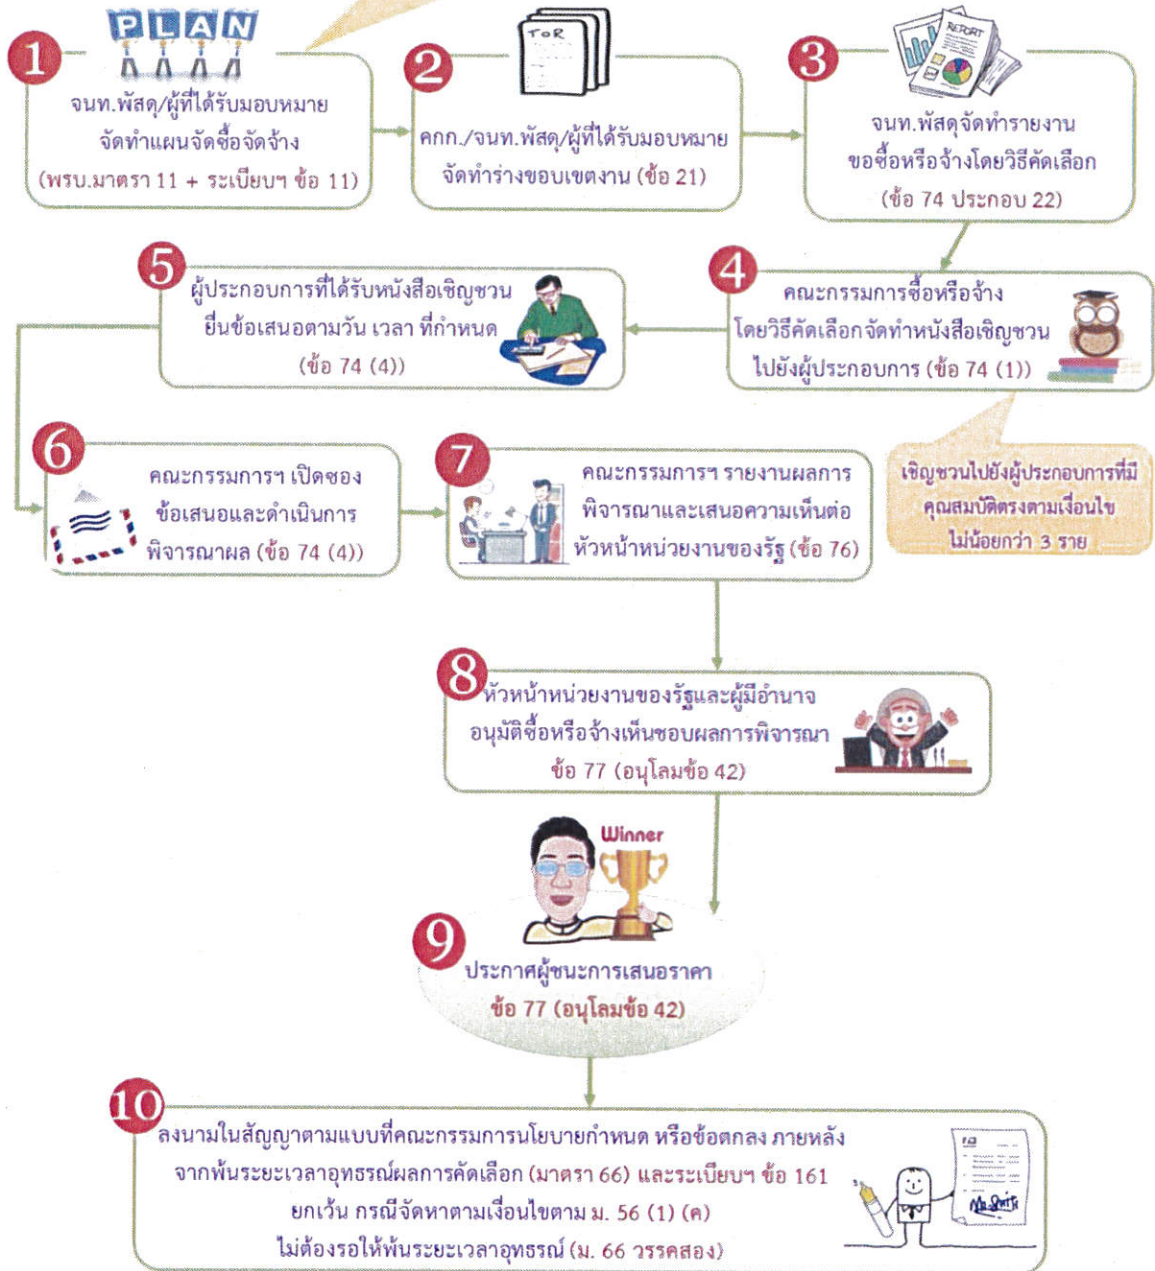 PLAN
1
จนท.พัสดุ/ผู้ที่ได้รับมอบหมาย
จัดทำแผนจัดซื้อจัดจ้าง
(พรบ.มาตรา 11 + ระเบียบฯ ข้อ 11)
TOR
2
คกก./จนท.พัสดุ/ผู้ที่ได้รับมอบหมาย
จัดทำร่างขอบเขตงาน (ข้อ 21)
REPORT
3
จนท.พัสดุจัดทำรายงาน
ขอซื้อหรือจ้างโดยวิธีคัดเลือก
(ข้อ 74 ประกอบ 22)
4
คณะกรรมการซื้อหรือจ้าง
โดยวิธีคัดเลือกจัดทำหนังสือเชิญชวน
ไปยังผู้ประกอบการ (ข้อ 74 (1))
เชิญชวนไปยังผู้ประกอบการที่มี
คุณสมบัติตรงตามเงื่อนไข
ไม่น้อยกว่า 3 ราย
5
ผู้ประกอบการที่ได้รับหนังสือเชิญชวน
ยื่นข้อเสนอตามวัน เวลา ที่กำหนด
(ข้อ 74 (4))
6
คณะกรรมการฯ เปิดซอง
ข้อเสนอและดำเนินการ
พิจารณาผล (ข้อ 74 (4))
7
คณะกรรมการฯ รายงานผลการ
พิจารณาและเสนอความเห็นต่อ
หัวหน้าหน่วยงานของรัฐ (ข้อ 76)
8
หัวหน้าหน่วยงานของรัฐและผู้มีอำนาจ
อนุมัติซื้อหรือจ้างเห็นชอบผลการพิจารณา
ข้อ 77 (อนุโลมข้อ 42)
Winner
9
ประกาศผู้ชนะการเสนอราคา
ข้อ 77 (อนุโลมข้อ 42)
10
ลงนามในสัญญาตามแบบที่คณะกรรมการนโยบายกำหนด หรือข้อตกลง ภายหลัง
จากพ้นระยะเวลาอุทธรณ์ผลการคัดเลือก (มาตรา 66) และระเบียบฯ ข้อ 161
ยกเว้น กรณีจัดหาตามเงื่อนไขตาม ม. 56 (1) (ค)
ไม่ต้องรอให้พ้นระยะเวลาอุทธรณ์ (ม. 66 วรรคสอง)